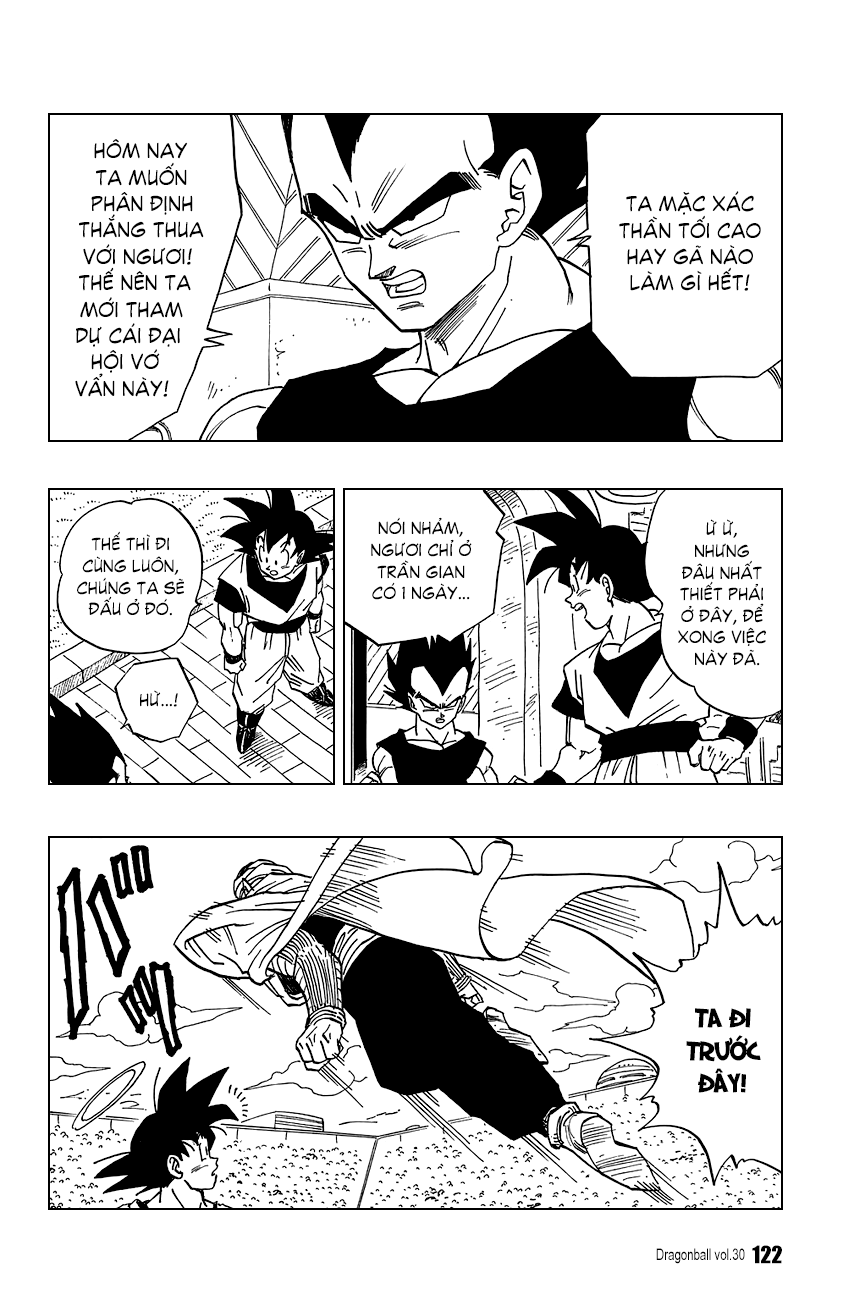 TA MẶC XÁC
THẦN TỐI CAO
HAY GÃ NÀO
LÀM GÌ HẾT!
HÔM NAY
TA MUỐN
PHÂN ĐỊNH
THẮNG THUA
VỚI NGƯƠI!
THẾ NÊN TA
MỚI THAM
DỰ CÁI ĐẠI
HỘI VỚ
VẨN NÀY!
Ừ Ừ,
NHƯNG
ĐÂU NHẤT
THIẾT PHẢI
Ở ĐÂY, ĐỂ
XONG VIỆC
NÀY ĐÃ.
NÓI NHẢM,
NGƯƠI CHỈ Ở
TRẦN GIAN
CÓ 1 NGÀY...
THẾ THÌ ĐI
CÙNG LUÔN,
CHÚNG TA SẼ
ĐẤU Ở ĐÓ.
HỪ...!
TA ĐI
TRƯỚC
ĐÂY!
バッ
Dragonball vol.30 122